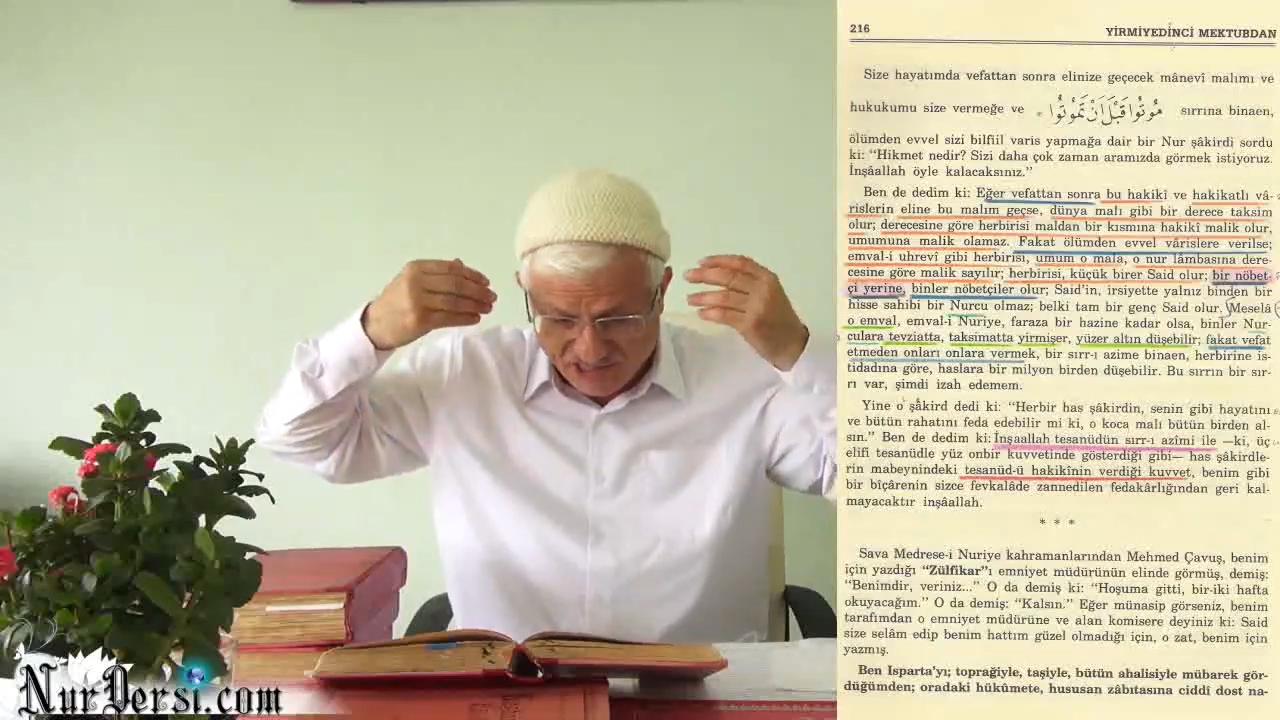 216 YİRMİYEDİNCİ MEKTUBDAN
Size hayatımda vefattan sonra elinize geçecek mânevî malımı ve
hukukumu size vermeğe ve مُوتُوا قَبْلَ اَنْ تَمُوتُوا sırrına binaen,
ölümden evvel sizi bilfiil varis yapmağa dair bir Nur şâkirdi sordu
ki: "Hikmet nedir? Sizi daha çok zaman aramızda görmek istiyoruz.
İnşâallah öyle kalacaksınız."
Ben de dedim ki: Eğer vefattan sonra bu hakikî ve hakikatlı vâ-
rislerin eline bu malım geçse, dünya malı gibi bir derece taksim
olur; derecesine göre herbirisi maldan bir kısmına hakikî malik olur,
umumuna malik olamaz. Fakat ölümden evvel vârislere verilse;
emval-i uhrevî gibi herbirisi, umum o mala, o nur lâmbasına dere-
cesine göre malik sayılır; herbirisi, küçük birer Said olur; bir nöbet-
çi yerine, binler nöbetçiler olur; Said'in, irsiyette yalnız binden bir
hisse sahibi bir Nurcu olmaz; belki tam bir genç Said olur. Meselâ
o emval, emval-i Nuriye, faraza bir hazine kadar olsa, binler Nur-
culara tevziatta, taksimatta yirmişer, yüzer altın düşebilir; fakat vefat
etmeden onları onlara vermek, bir sırr-ı azime binaen, herbirine is-
tidadına göre, haslara bir milyon birden düşebilir. Bu sırrın bir sır-
rı var, şimdi izah edemem.
Yine o şâkird dedi ki: "Herbir has şâkirdin, senin gibi hayatını
ve bütün rahatını feda edebilir mi ki, o koca malı bütün birden al-
sın." Ben de dedim ki: İnşaallah tesanüdün sırr-ı azîmi ile —ki, üç
elifi tesanüdle yüz onbir kuvvetinde gösterdiği gibi— has şâkirdle-
rin mabeynindeki tesanüd-ü hakikînin verdiği kuvvet, benim gibi
bir bîçârenin sizce fevkalâde zannedilen fedakârlığından geri kal-
mayacaktır inşâallah.
* * *
Sava Medrese-i Nuriye kahramanlarından Mehmed Çavuş, benim
için yazdığı "Zülfikar"ı emniyet müdürünün elinde görmüş, demiş:
"Benimdir, veriniz..." O da demiş ki: "Hoşuma gitti, bir-iki hafta
okuyacağım." O da demiş: "Kalsın." Eğer münasip görseniz, benim
tarafımdan o emniyet müdürüne ve alan komisere deyiniz ki: Said
size selâm edip benim hattım güzel olmadığı için, o zat, benim için
yazmış.
Ben Isparta'yı; toprağiyle, taşiyle, bütün ahalisiyle mübarek gör-
düğümden; oradaki hükûmete, hususan zâbıtasına ciddî dost na-
NurDersi.com